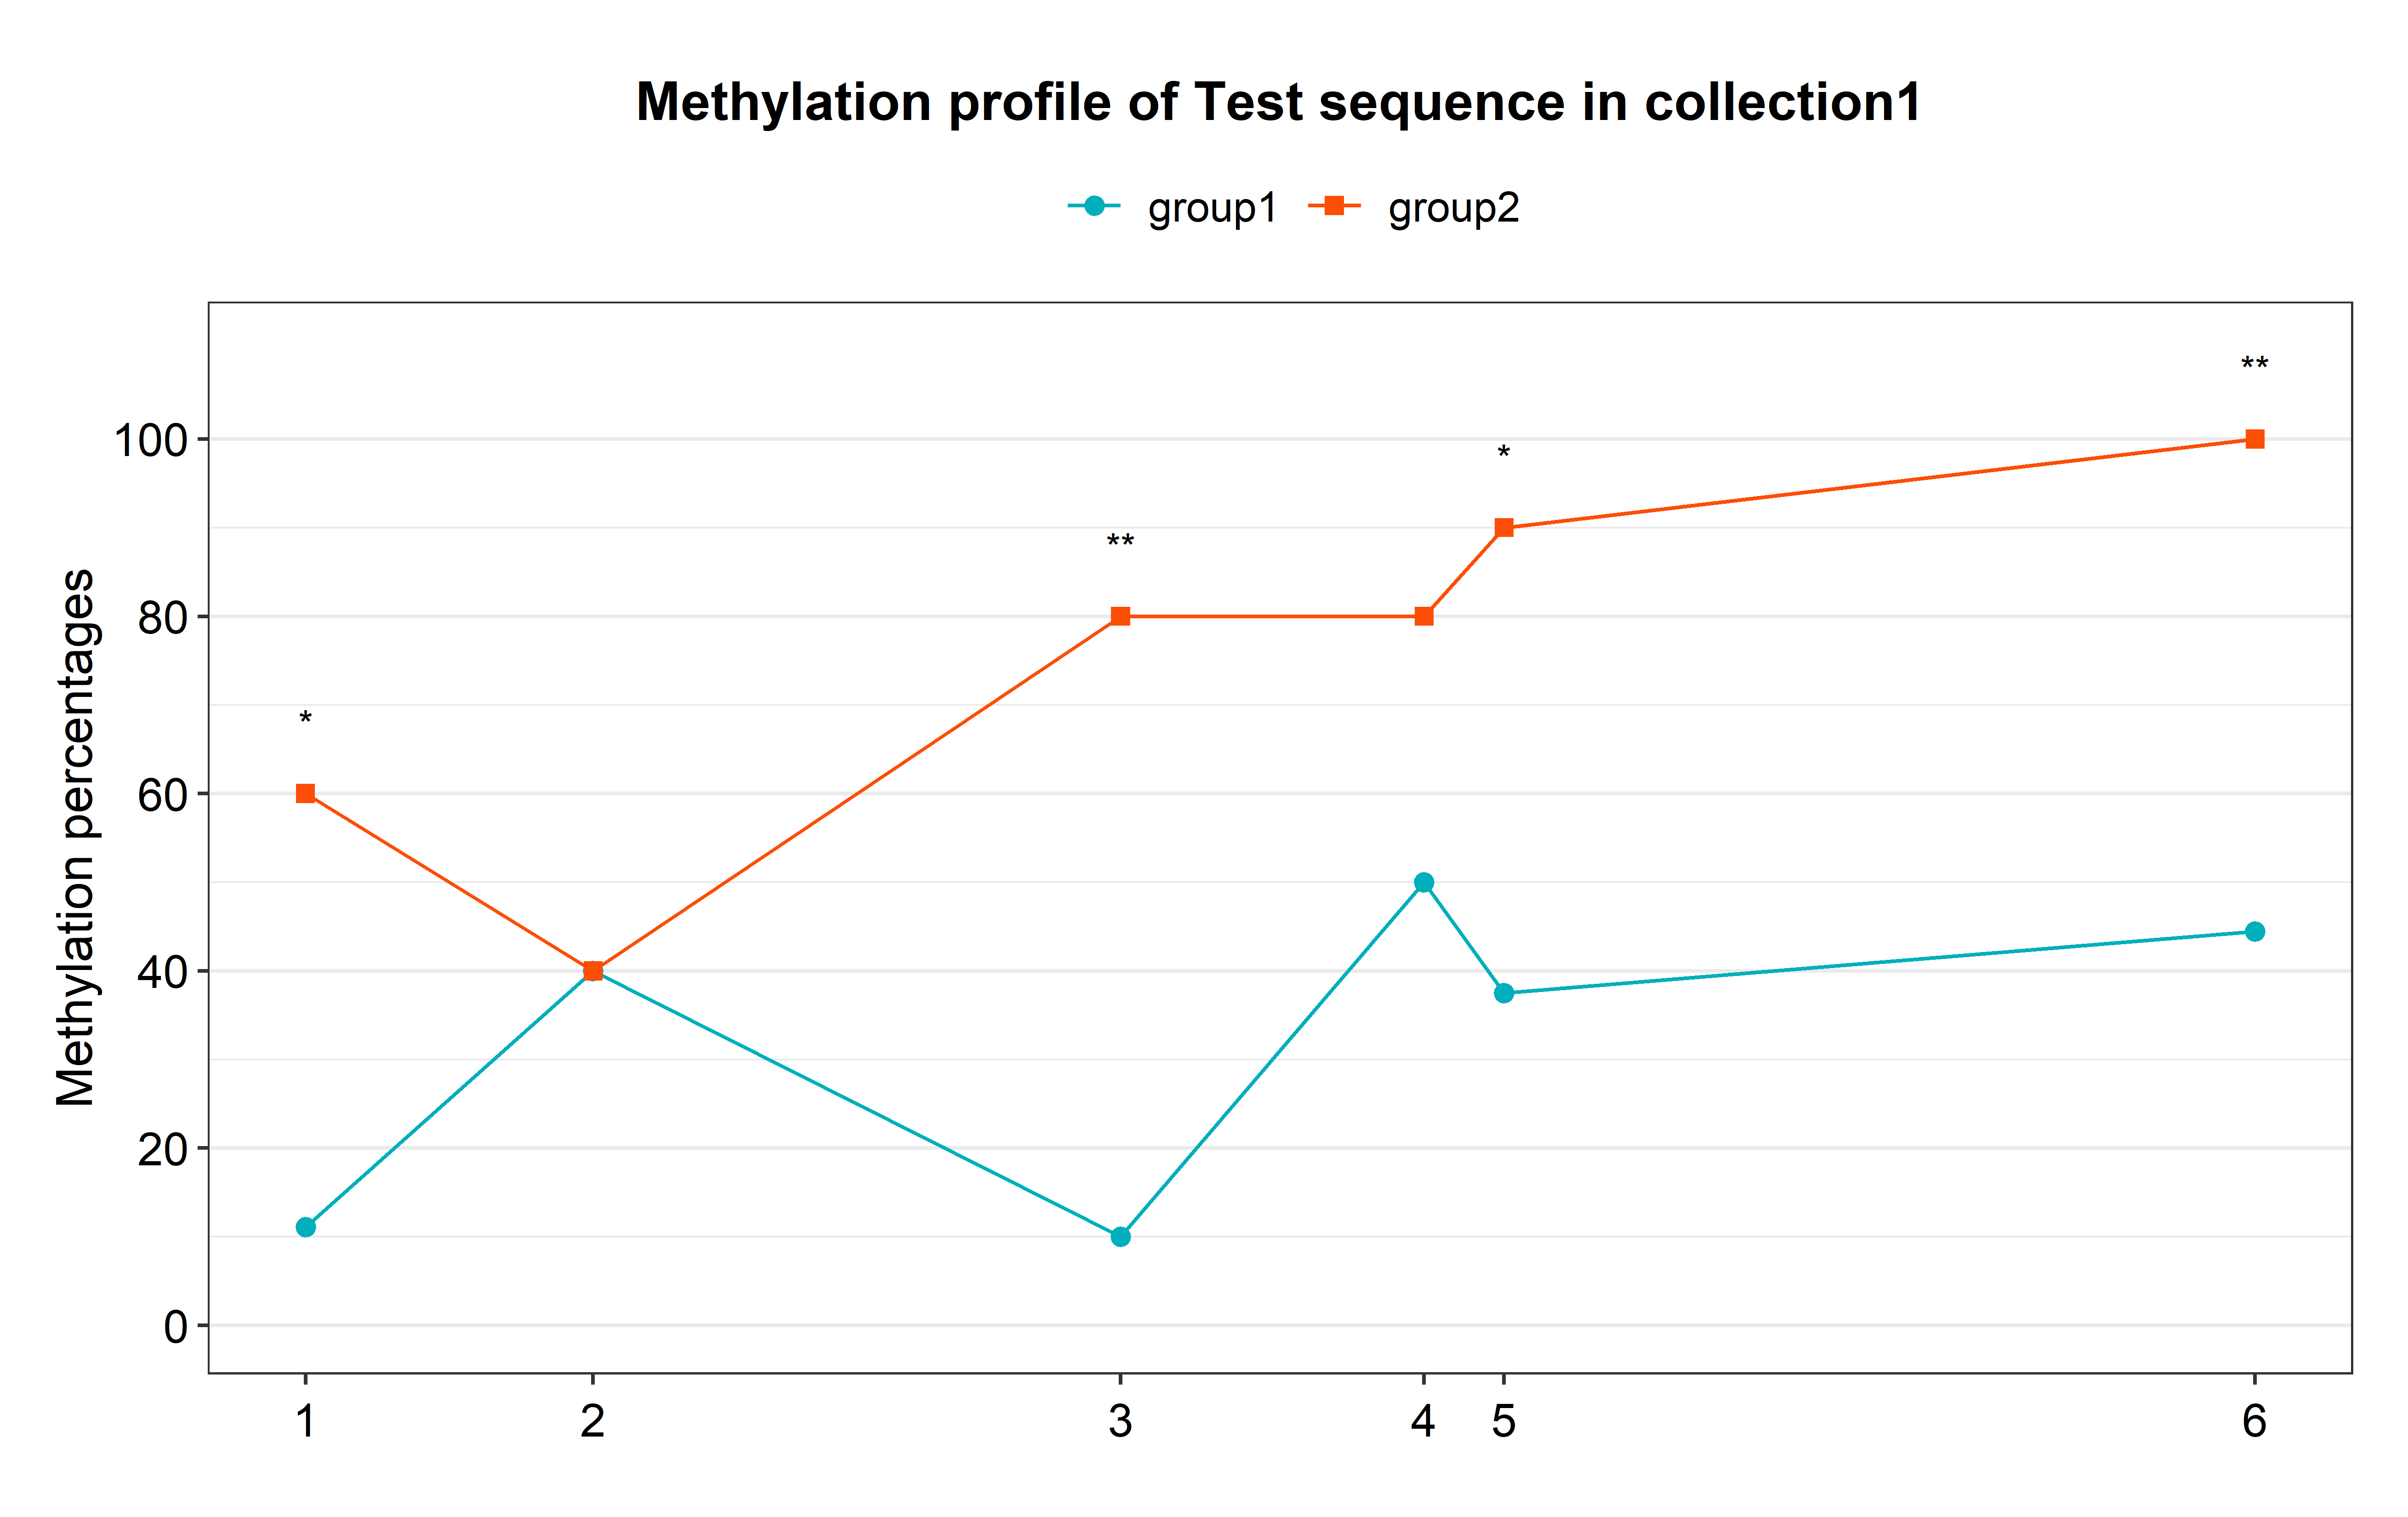 Methylation profile of Test sequence in collection1
group1 group2
**
100
*
**
80
*
60
40
20
0
Methylation percentages
1 2 3 4 5 6